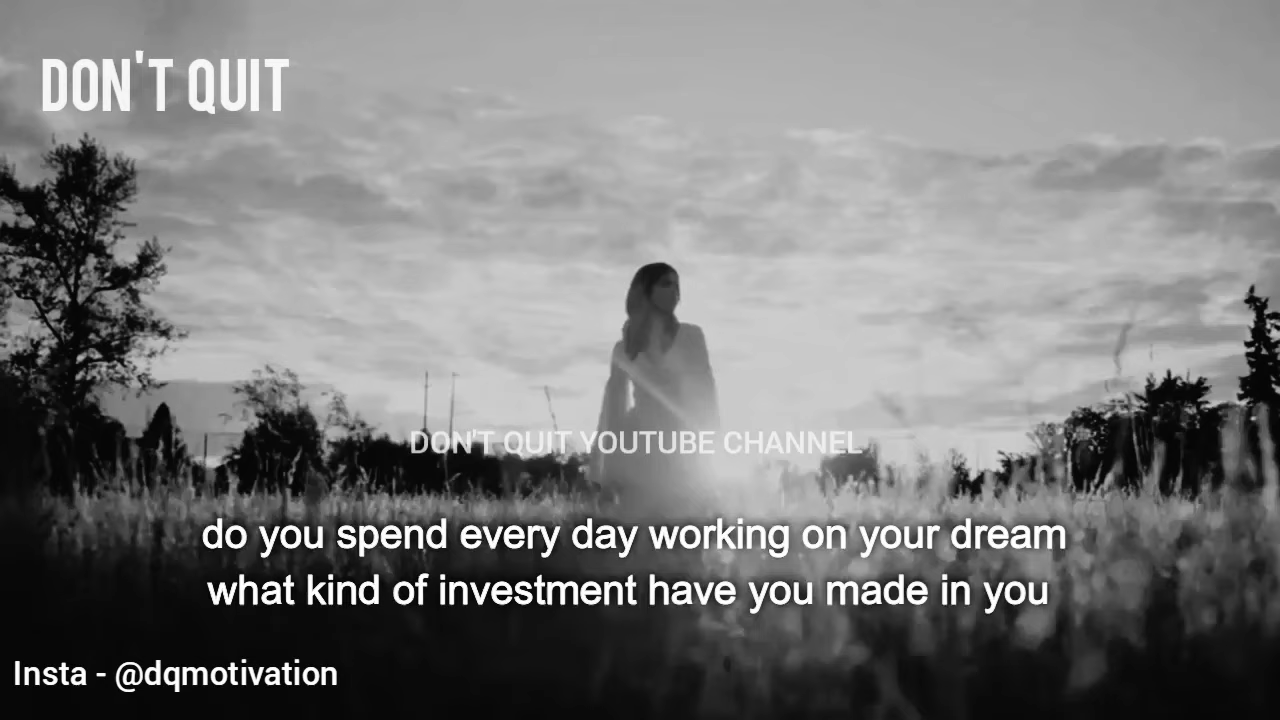 DON'T QUIT
DON'T QUIT YOUTUBE CHANNEL
do you spend every day working on your dream
what kind of investment have you made in you
Insta - @dqmotivation